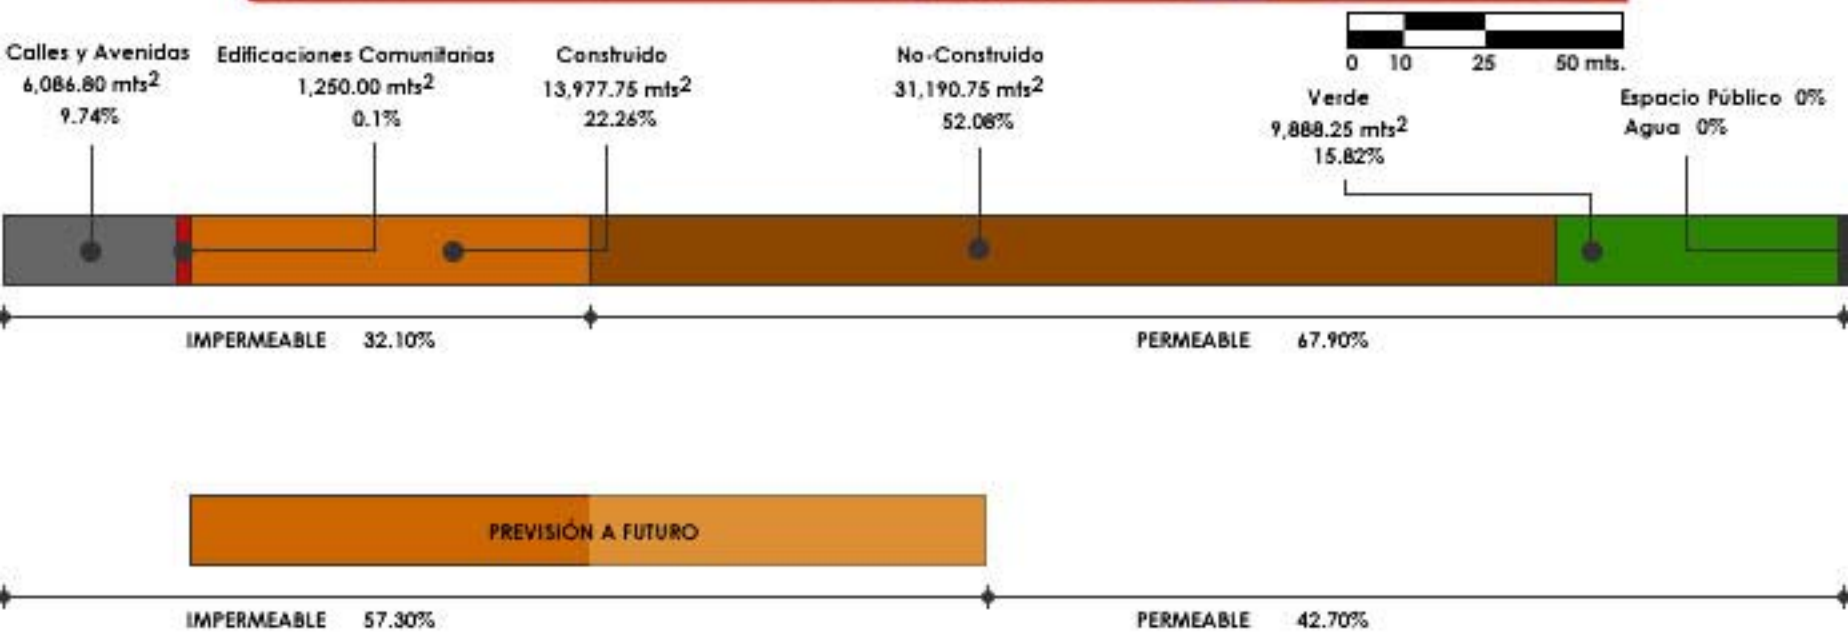 Calles y Avenidas
6,086.80 mts2
9.74%
Edificaciones Comunitarias
1,250.00 mts2
0.1%
Construido
13,977.75 mts2
22.26%
No-Construido
31,190.75 mts2
52.08%
0 10 25 50 mts.
Verde
9,888.25 mts2
15.82%
Espacio Público 0%
Agua 0%
IMPERMEABLE 32.10%
PERMEABLE 67.90%
PREVISIÓN A FUTURO
IMPERMEABLE 57.30%
PERMEABLE 42.70%